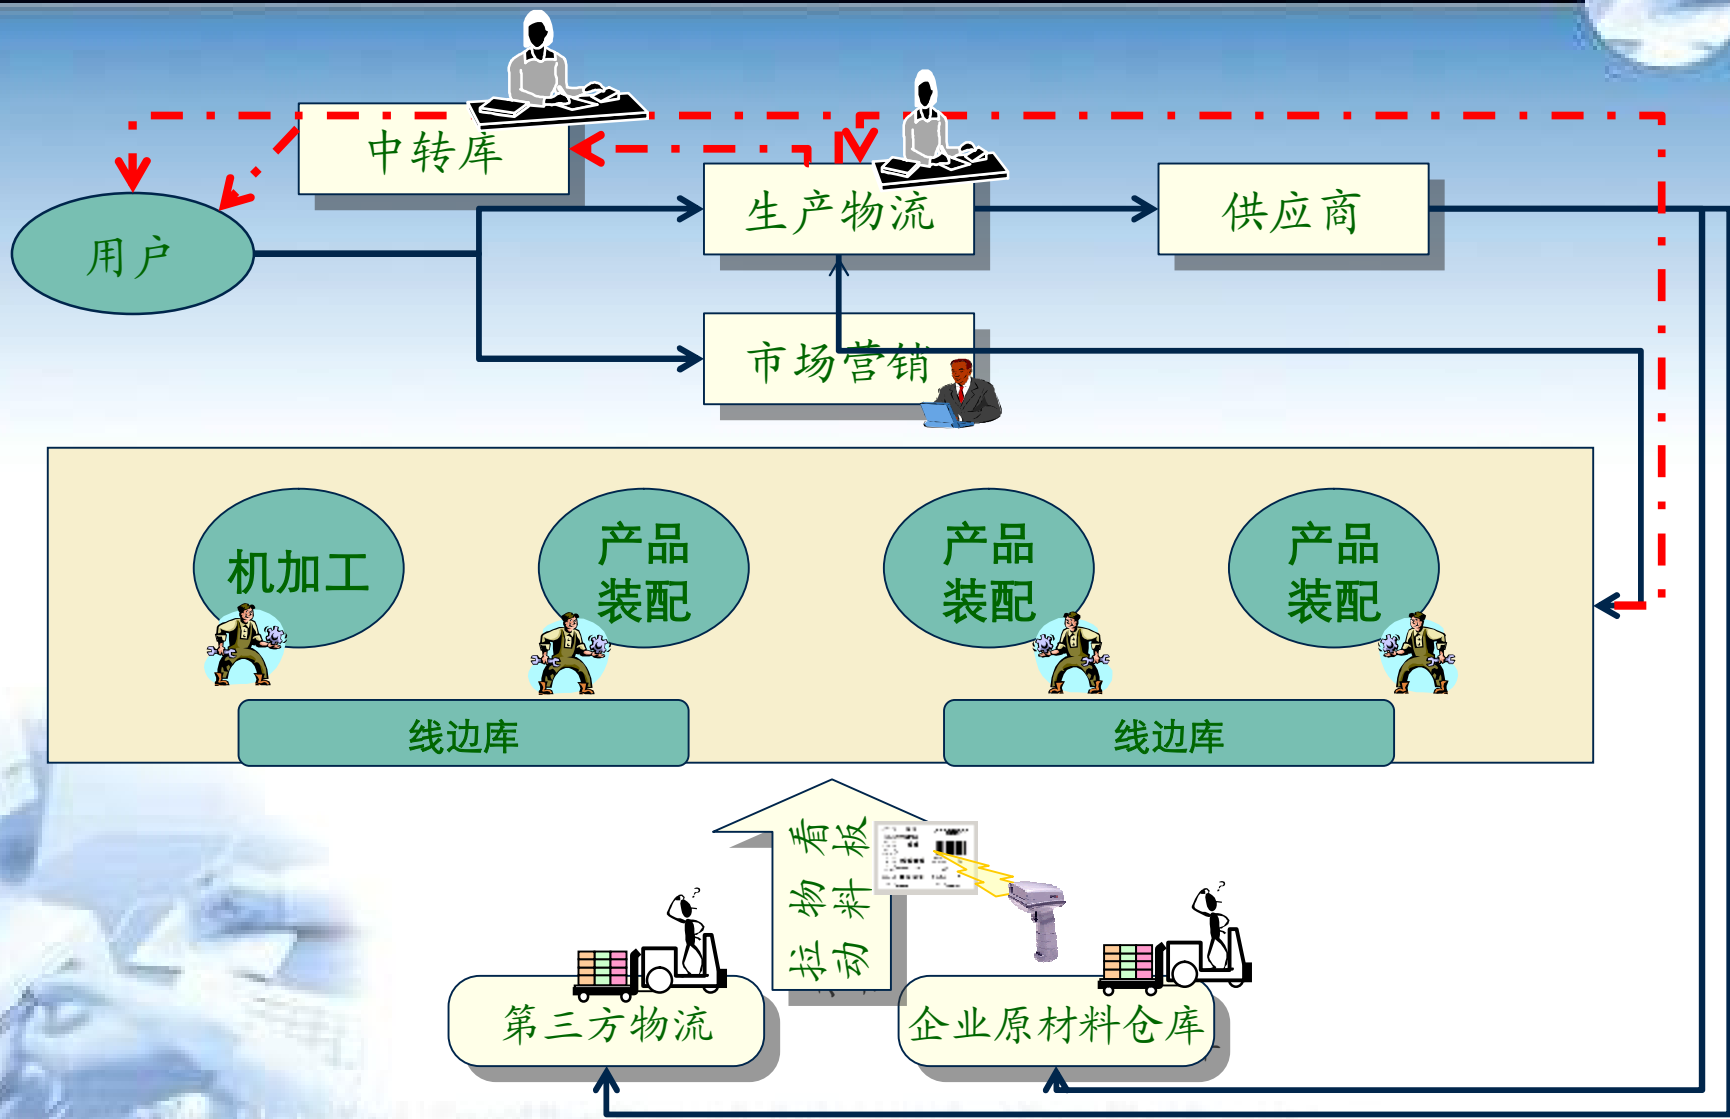 中转库
用户
生产物流
供应商
市场营销
机加工
产品
装配
产品
装配
产品
装配
线边库
线边库
看板
物料
拉动
第三方物流
企业原材料仓库